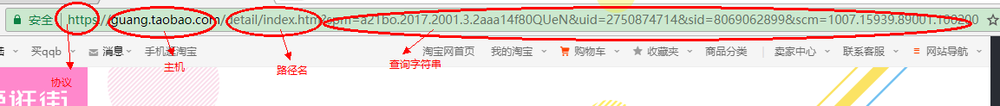 安全 https://guang.taobao.com/detail/index.htm?spm=a21bo.2017.2001.3.2aaa14f80QUeN&uid=2750874714&sid=8069062899&scm=1007.15939.89001.100200
买qqb 消息 手机逛淘宝 淘宝网首页 我的淘宝 购物车 收藏夹 商品分类 卖家中心 联系客服 网站导航
协议 主机 路径名 查询字符串